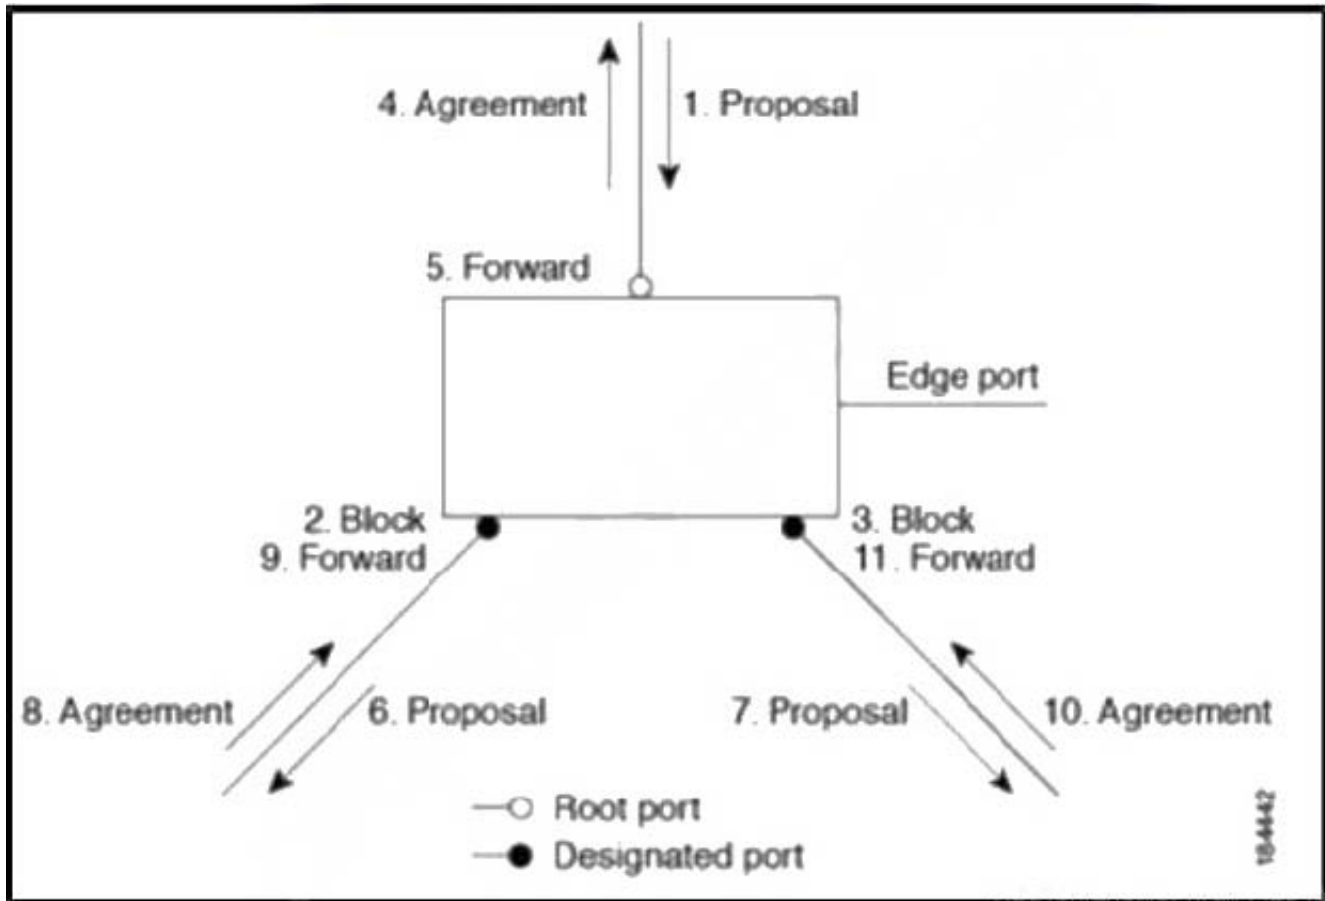 4. Agreement
1. Proposal
5. Forward
Edge port
2. Block
9. Forward
3. Block
11. Forward
8. Agreement
6. Proposal
7. Proposal
10. Agreement
Root port
Designated port
184442